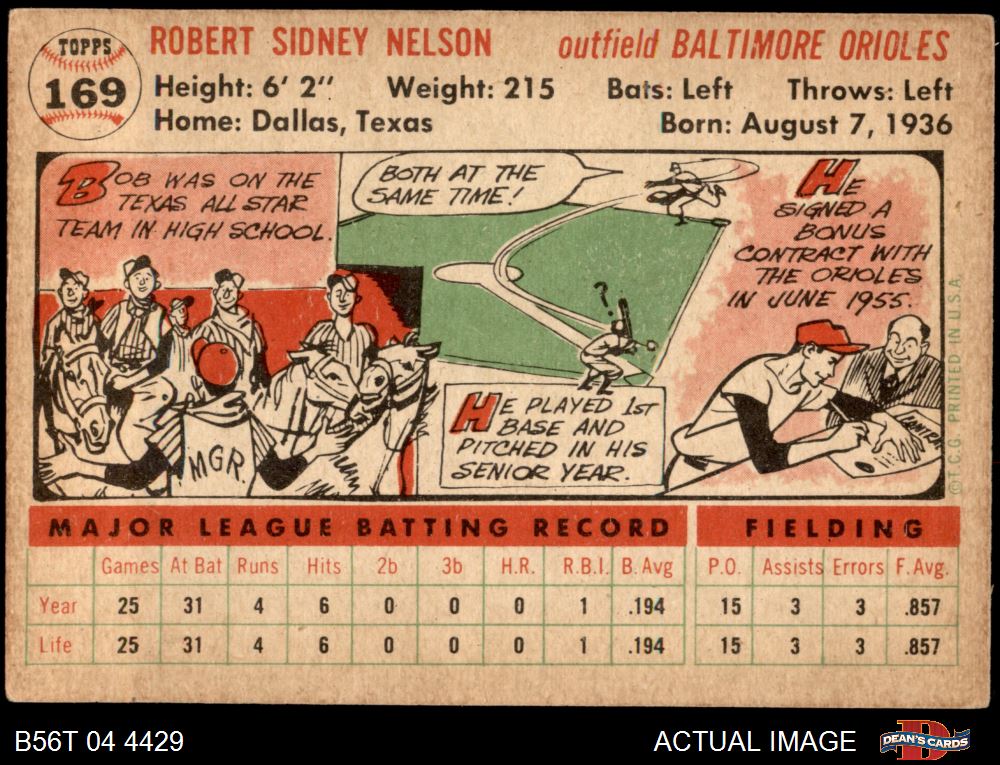 TOPPS
169
ROBERT SIDNEY NELSON outfield BALTIMORE ORIOLES
Height: 6' 2" Weight: 215 Bats: Left Throws: Left
Home: Dallas, Texas Born: August 7, 1936
BOB WAS ON THE
TEXAS ALL STAR
TEAM IN HIGH SCHOOL.
MGR.
BOTH AT THE
SAME TIME!
?
HE PLAYED 1ST
BASE AND
PITCHED IN HIS
SENIOR YEAR.
HE
SIGNED A
BONUS
CONTRACT WITH
THE ORIOLES
IN JUNE 1955.
©T.C.G. PRINTED IN U.S.A.
MAJOR LEAGUE BATTING RECORD FIELDING
Games At Bat Runs Hits 2b 3b H.R. R.B.I. B. Avg P.O. Assists Errors F. Avg.
Year 25 31 4 6 0 0 0 1 .194 15 3 3 .857
Life 25 31 4 6 0 0 0 1 .194 15 3 3 .857
B56T 04 4429 ACTUAL IMAGE DEAN'S CARDS